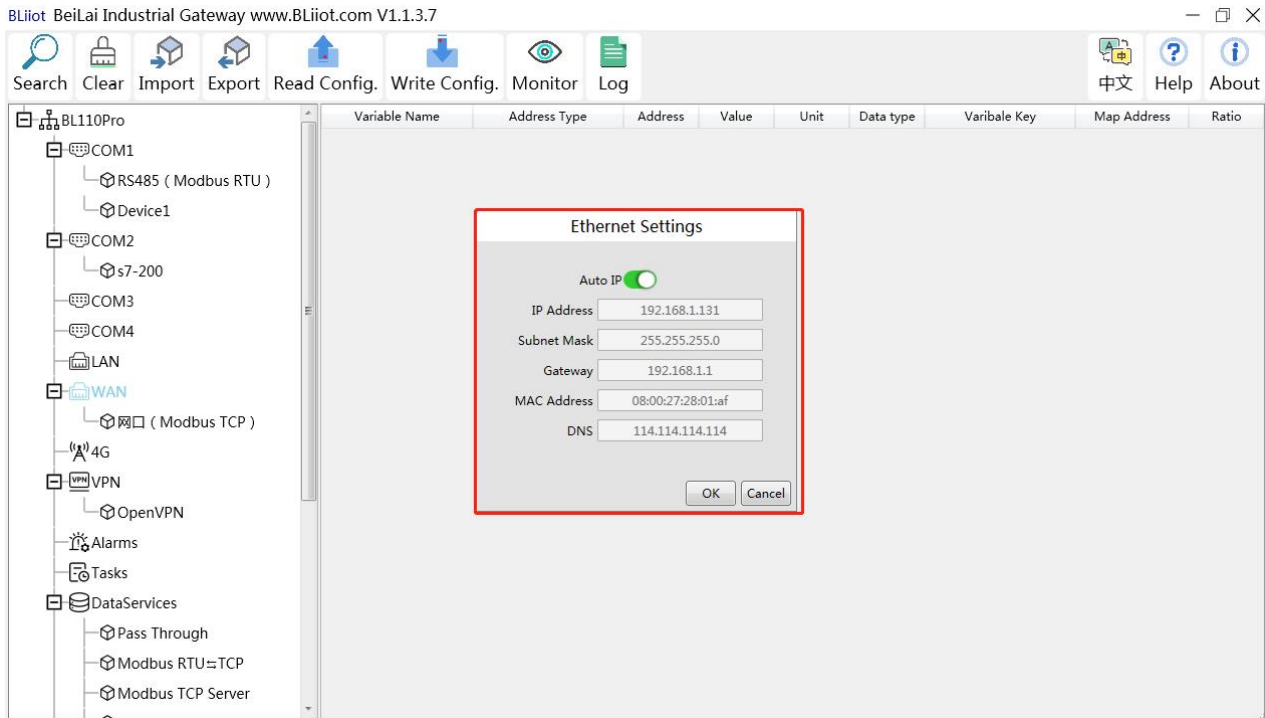 BLiiot BeiLai Industrial Gateway www.BLiiot.com V1.1.3.7
Search Clear Import Export Read Config. Write Config. Monitor Log 中文 Help About
Variable Name Address Type Address Value Unit Data type Varibale Key Map Address Ratio
BL110Pro
COM1
RS485 ( Modbus RTU )
Device1
COM2
s7-200
COM3
COM4
LAN
WAN
网口 ( Modbus TCP )
4G
VPN VPN
OpenVPN
Alarms
Tasks
DataServices
Pass Through
Modbus RTU⇆TCP
Modbus TCP Server
Ethernet Settings
Auto IP
IP Address 192.168.1.131
Subnet Mask 255.255.255.0
Gateway 192.168.1.1
MAC Address 08:00:27:28:01:af
DNS 114.114.114.114
OK Cancel